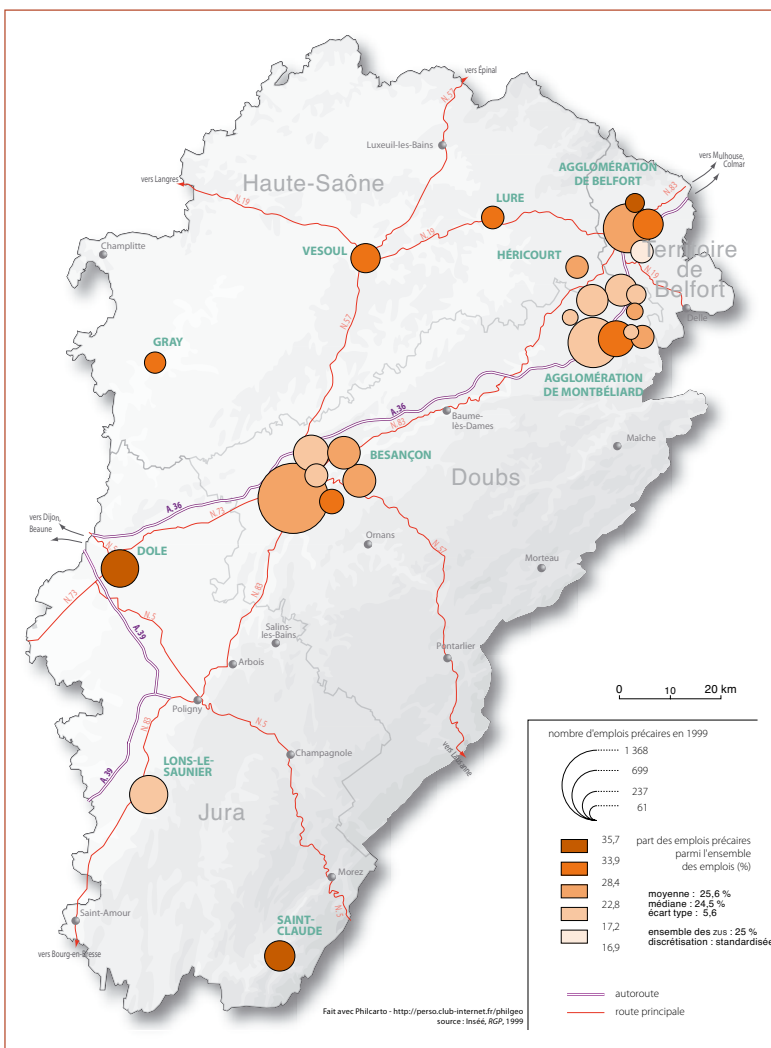 vers Épinal
N.57
Luxeuil-les-Bains
vers Mulhouse,
Colmar
AGGLOMÉRATION
DE BELFORT
N.83
vers Langres
Haute-Saône
N.19
LURE
Champlitte
VESOUL
N.19
HÉRICOURT
Territoire
de
Belfort
N.19
Delle
N.57
GRAY
AGGLOMÉRATION
DE MONTBÉLIARD
A.36
N.83
Baume-
lès-Dames
Maîche
BESANÇON
Doubs
A.36
N.73
vers Dijon,
Beaune
N.5
Ornans
N.57
DOLE
Morteau
N.73
N.5
N.83
A.39
Salins-
les-Bains
Arbois
Pontarlier
Poligny
0 10 20 km
N.83
N.5
vers Lausanne
Champagnole
A.39
LONS-LE-
SAUNIER
Jura
Morez
N.5
Saint-Amour
SAINT-
CLAUDE
vers Bourg-en-Bresse
nombre d'emplois précaires en 1999
1 368
699
237
61
35,7
33,9
28,4
22,8
17,2
16,9
part des emplois précaires
parmi l'ensemble
des emplois (%)
moyenne : 25,6 %
médiane : 24,5 %
écart type : 5,6
ensemble des ZUS : 25 %
discrétisation : standardisée
autoroute
route principale
Fait avec Philcarto - http://perso.club-internet.fr/philgeo
source : Inséé, RGP, 1999